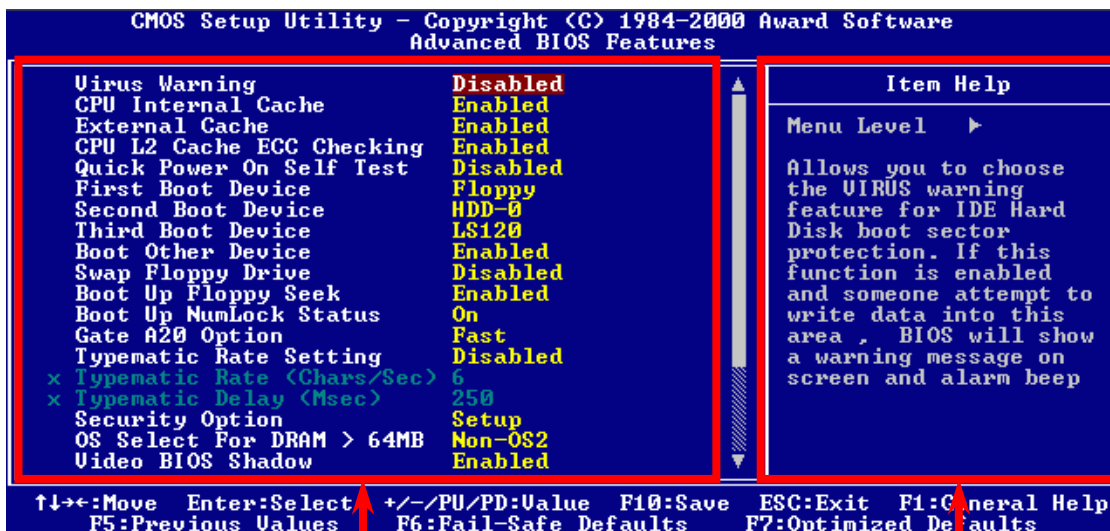 CMOS Setup Utility – Copyright (C) 1984–2000 Award Software
Advanced BIOS Features
Virus Warning Disabled
CPU Internal Cache Enabled
External Cache Enabled
CPU L2 Cache ECC Checking Enabled
Quick Power On Self Test Disabled
First Boot Device Floppy
Second Boot Device HDD-0
Third Boot Device LS120
Boot Other Device Enabled
Swap Floppy Drive Disabled
Boot Up Floppy Seek Enabled
Boot Up NumLock Status On
Gate A20 Option Fast
Typematic Rate Setting Disabled
x Typematic Rate (Chars/Sec) 6
x Typematic Delay (Msec) 250
Security Option Setup
OS Select For DRAM > 64MB Non-OS2
Video BIOS Shadow Enabled
Item Help
Menu Level ▶
Allows you to choose
the VIRUS warning
feature for IDE Hard
Disk boot sector
protection. If this
function is enabled
and someone attempt to
write data into this
area , BIOS will show
a warning message on
screen and alarm beep
↑↓→←:Move Enter:Select +/-/PU/PD:Value F10:Save ESC:Exit F1:General Help
F5:Previous Values F6:Fail-Safe Defaults F7:Optimized Defaults